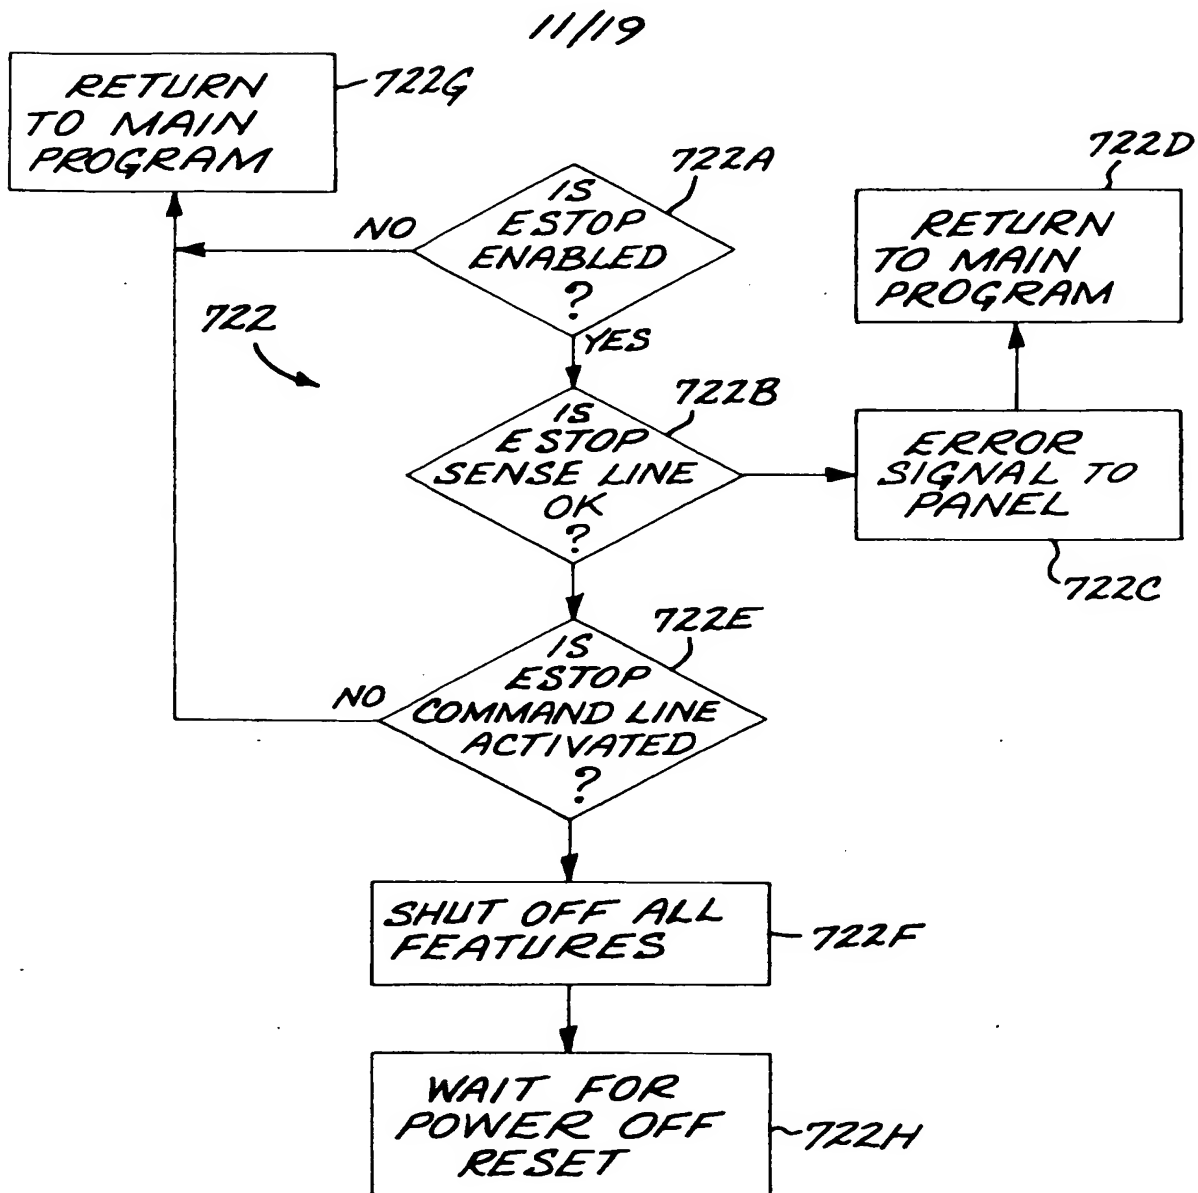 11/19
RETURN
TO MAIN
PROGRAM
722G
IS
ESTOP
ENABLED
?
722A
NO
YES
722
722D
RETURN
TO MAIN
PROGRAM
IS
ESTOP
SENSE LINE
OK
?
722B
ERROR
SIGNAL TO
PANEL
722C
IS
ESTOP
COMMAND LINE
ACTIVATED
?
722E
NO
SHUT OFF ALL
FEATURES
722F
WAIT FOR
POWER OFF
RESET
722H